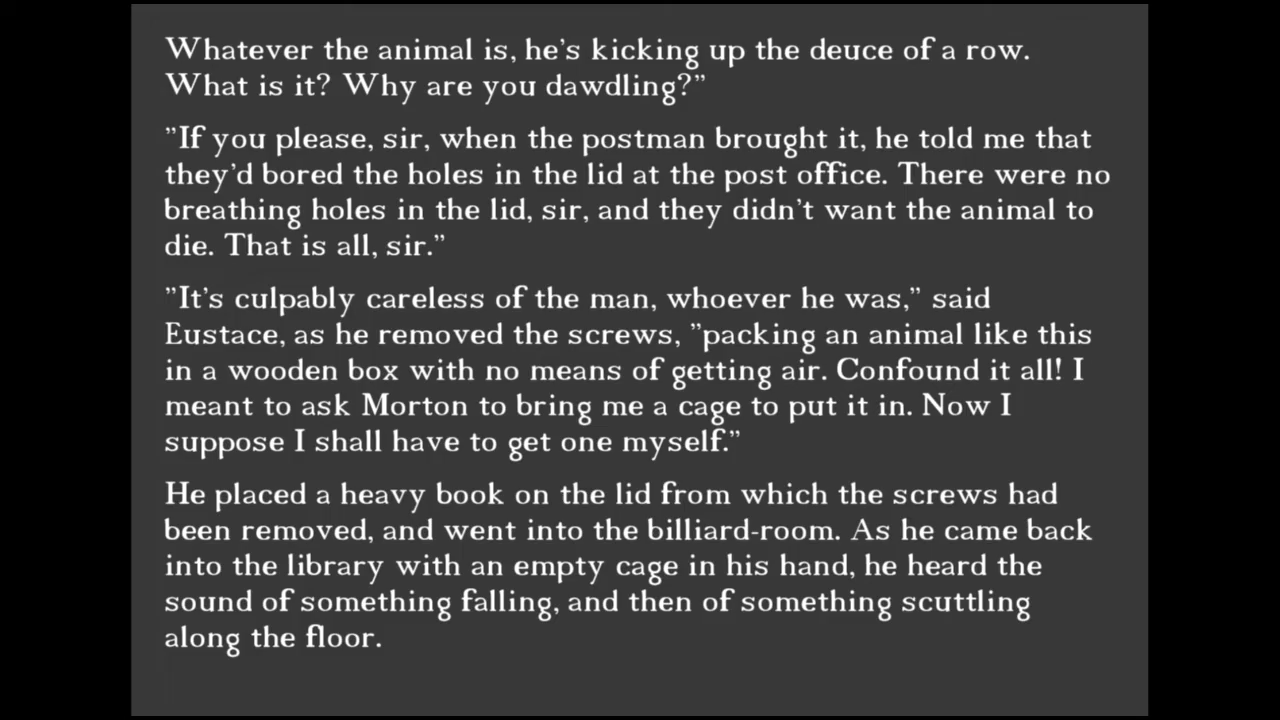 Whatever the animal is, he's kicking up the deuce of a row.
What is it? Why are you dawdling?”
”If you please, sir, when the postman brought it, he told me that
they'd bored the holes in the lid at the post office. There were no
breathing holes in the lid, sir, and they didn't want the animal to
die. That is all, sir.”
”It's culpably careless of the man, whoever he was,” said
Eustace, as he removed the screws, ”packing an animal like this
in a wooden box with no means of getting air. Confound it all! I
meant to ask Morton to bring me a cage to put it in. Now I
suppose I shall have to get one myself.”
He placed a heavy book on the lid from which the screws had
been removed, and went into the billiard-room. As he came back
into the library with an empty cage in his hand, he heard the
sound of something falling, and then of something scuttling
along the floor.